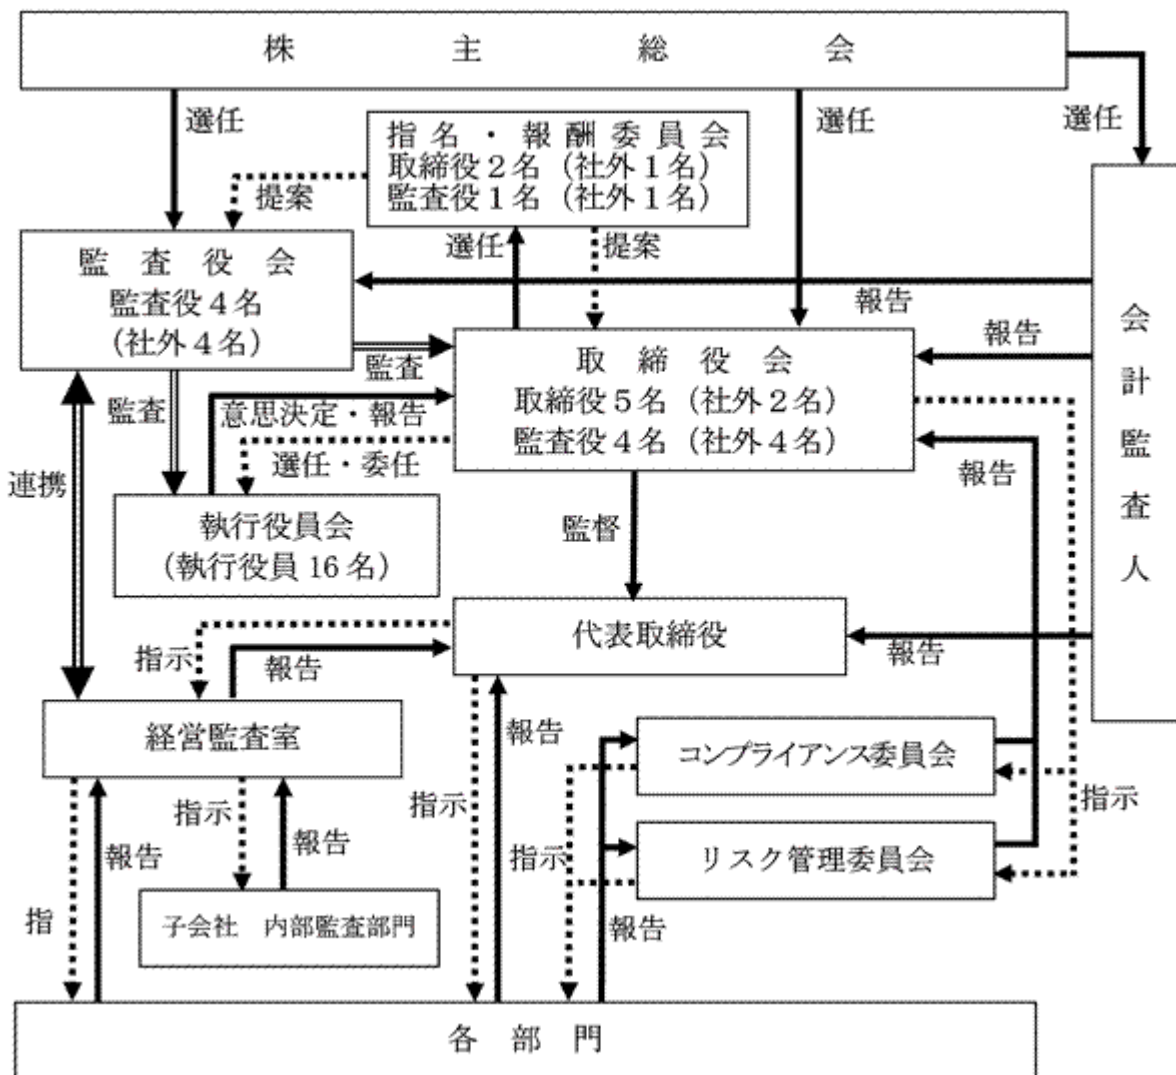 株主総会
選任
選任
選任
指名・報酬委員会
取締役2名（社外1名）
監査役1名（社外1名）
提案
選任
提案
監査役会
監査役4名
（社外4名）
報告
会計監査人
報告
監査
取締役会
取締役5名（社外2名）
監査役4名（社外4名）
監査
意思決定・報告
選任・委任
報告
連携
執行役員会
（執行役員16名）
監督
代表取締役
指示
報告
報告
経営監査室
報告
コンプライアンス委員会
指示
指示
指示
報告
報告
指示
リスク管理委員会
指
子会社　内部監査部門
報告
各部門